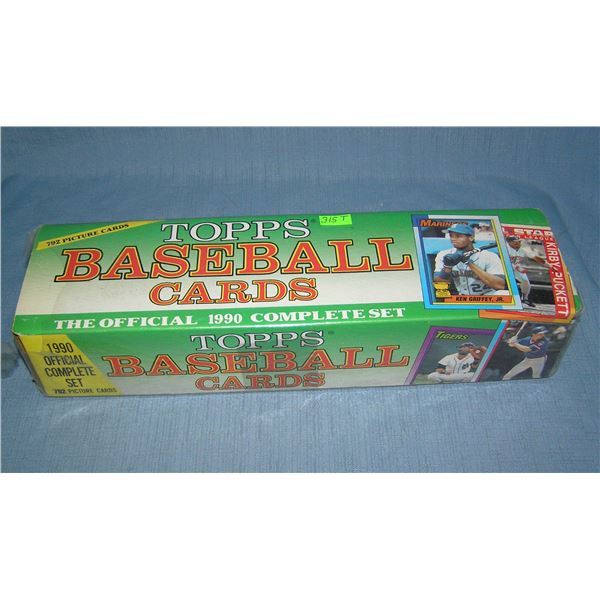 792 PICTURE CARDS
TOPPS®
315 T
BASEBALL
CARDS
THE OFFICIAL 1990 COMPLETE SET
MARINERS
KEN GRIFFEY, JR.
STAR
KIRBY PUCKETT
1990
OFFICIAL
COMPLETE
SET
792 PICTURE CARDS
TOPPS®
BASEBALL
CARDS
TIGERS